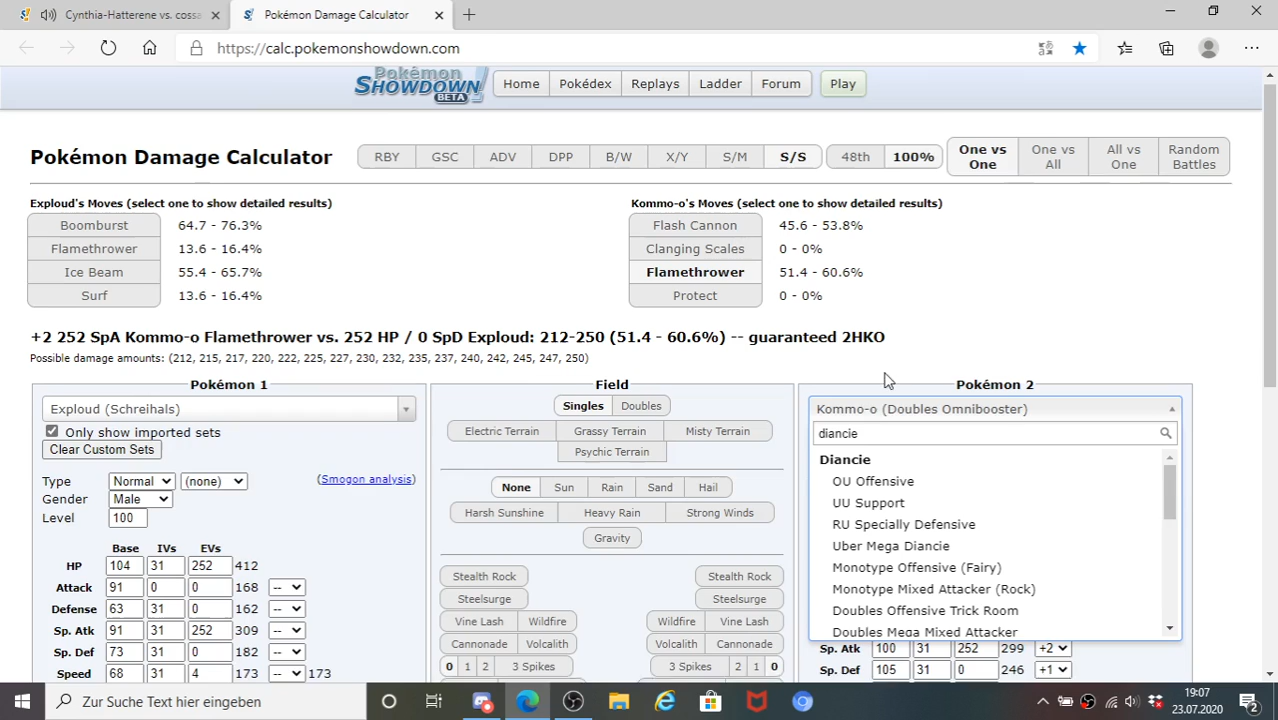 Cynthia-Hatterene vs. cossa
Pokémon Damage Calculator
https://calc.pokemonshowdown.com
Pokémon
SHOWDOWN!
BETA
Home Pokédex Replays Ladder Forum Play
Pokémon Damage Calculator
RBY GSC ADV DPP B/W X/Y S/M S/S 48th 100%
One vs One
One vs All
All vs One
Random Battles
Exploud's Moves (select one to show detailed results)
Boomburst 64.7 - 76.3%
Flamethrower 13.6 - 16.4%
Ice Beam 55.4 - 65.7%
Surf 13.6 - 16.4%
Kommo-o's Moves (select one to show detailed results)
Flash Cannon 45.6 - 53.8%
Clanging Scales 0 - 0%
Flamethrower 51.4 - 60.6%
Protect 0 - 0%
+2 252 SpA Kommo-o Flamethrower vs. 252 HP / 0 SpD Exploud: 212-250 (51.4 - 60.6%) -- guaranteed 2HKO
Possible damage amounts: (212, 215, 217, 220, 222, 225, 227, 230, 232, 235, 237, 240, 242, 245, 247, 250)
Pokémon 1
Exploud (Schreihals)
Only show imported sets
Clear Custom Sets
Type Normal (none) (Smogon analysis)
Gender Male
Level 100
Base IVs EVs
HP 104 31 252 412
Attack 91 0 0 168 --
Defense 63 31 0 162 --
Sp. Atk 91 31 252 309 --
Sp. Def 73 31 0 182 --
Speed 68 31 4 173 -- 173
Field
Singles Doubles
Electric Terrain Grassy Terrain Misty Terrain
Psychic Terrain
None Sun Rain Sand Hail
Harsh Sunshine Heavy Rain Strong Winds
Gravity
Stealth Rock Stealth Rock
Steelsurge Steelsurge
Vine Lash Wildfire Wildfire Vine Lash
Cannonade Volcalith Volcalith Cannonade
0 1 2 3 Spikes 3 Spikes 2 1 0
Pokémon 2
Kommo-o (Doubles Omnibooster)
diancie
Diancie
OU Offensive
UU Support
RU Specially Defensive
Uber Mega Diancie
Monotype Offensive (Fairy)
Monotype Mixed Attacker (Rock)
Doubles Offensive Trick Room
Doubles Mega Mixed Attacker
Sp. Atk 100 31 252 299 +2
Sp. Def 105 31 0 246 +1
Zur Suche Text hier eingeben
19:07
23.07.2020
2